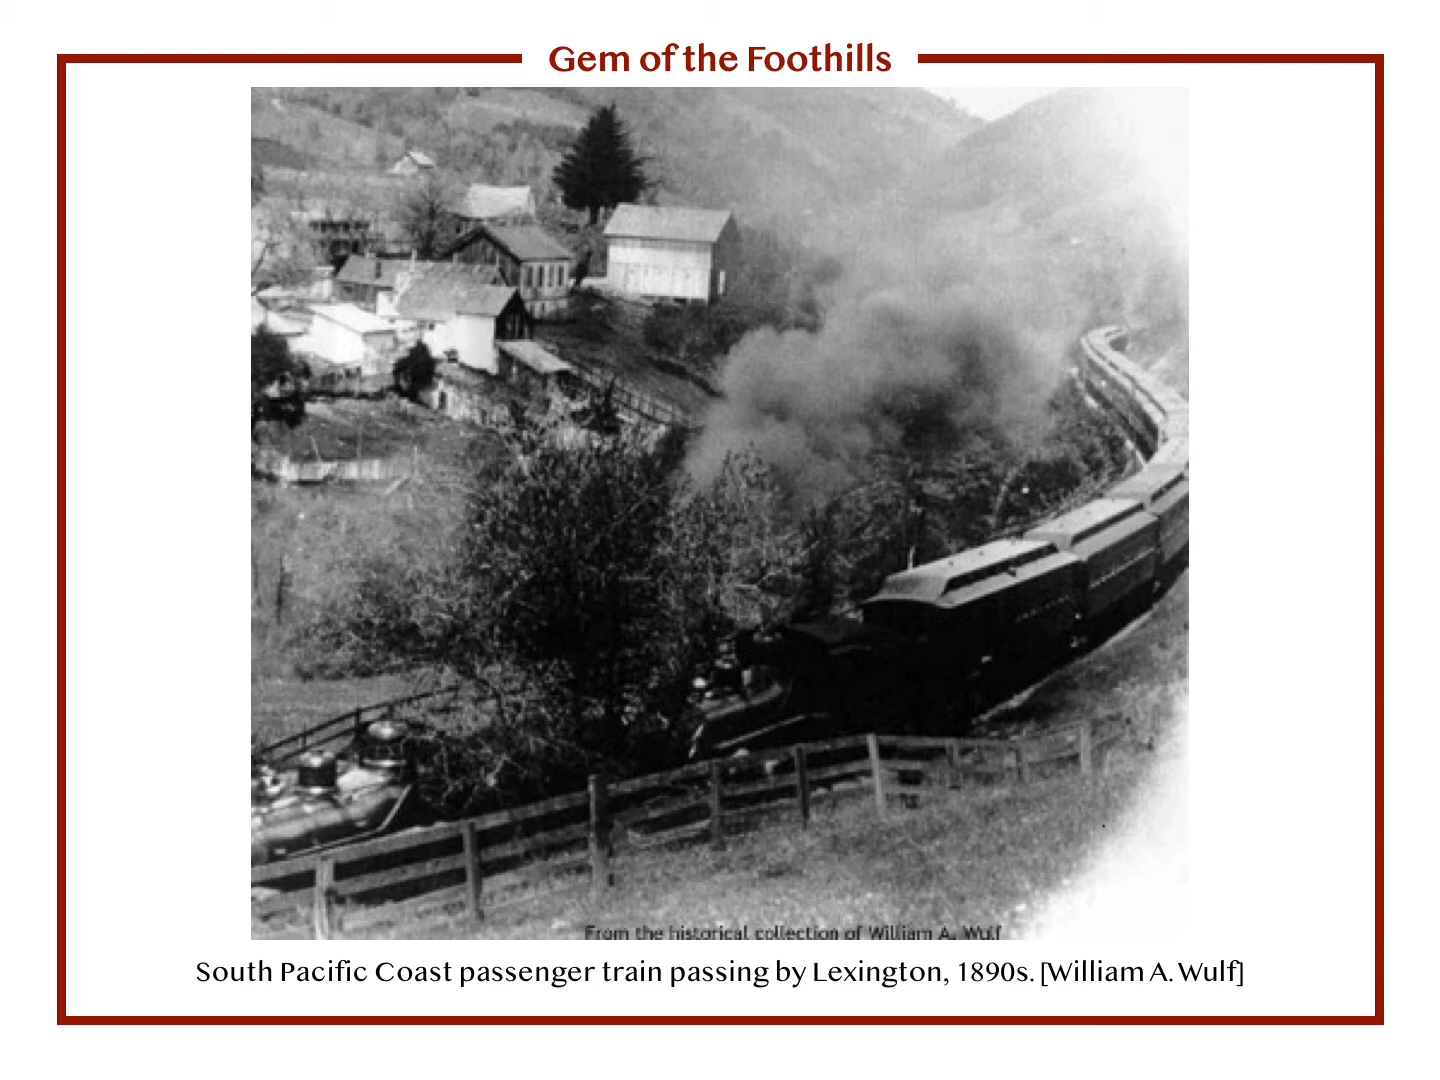 Gem of the Foothills
From the historical collection of William A. Wulf
South Pacific Coast passenger train passing by Lexington, 1890s. [William A. Wulf]